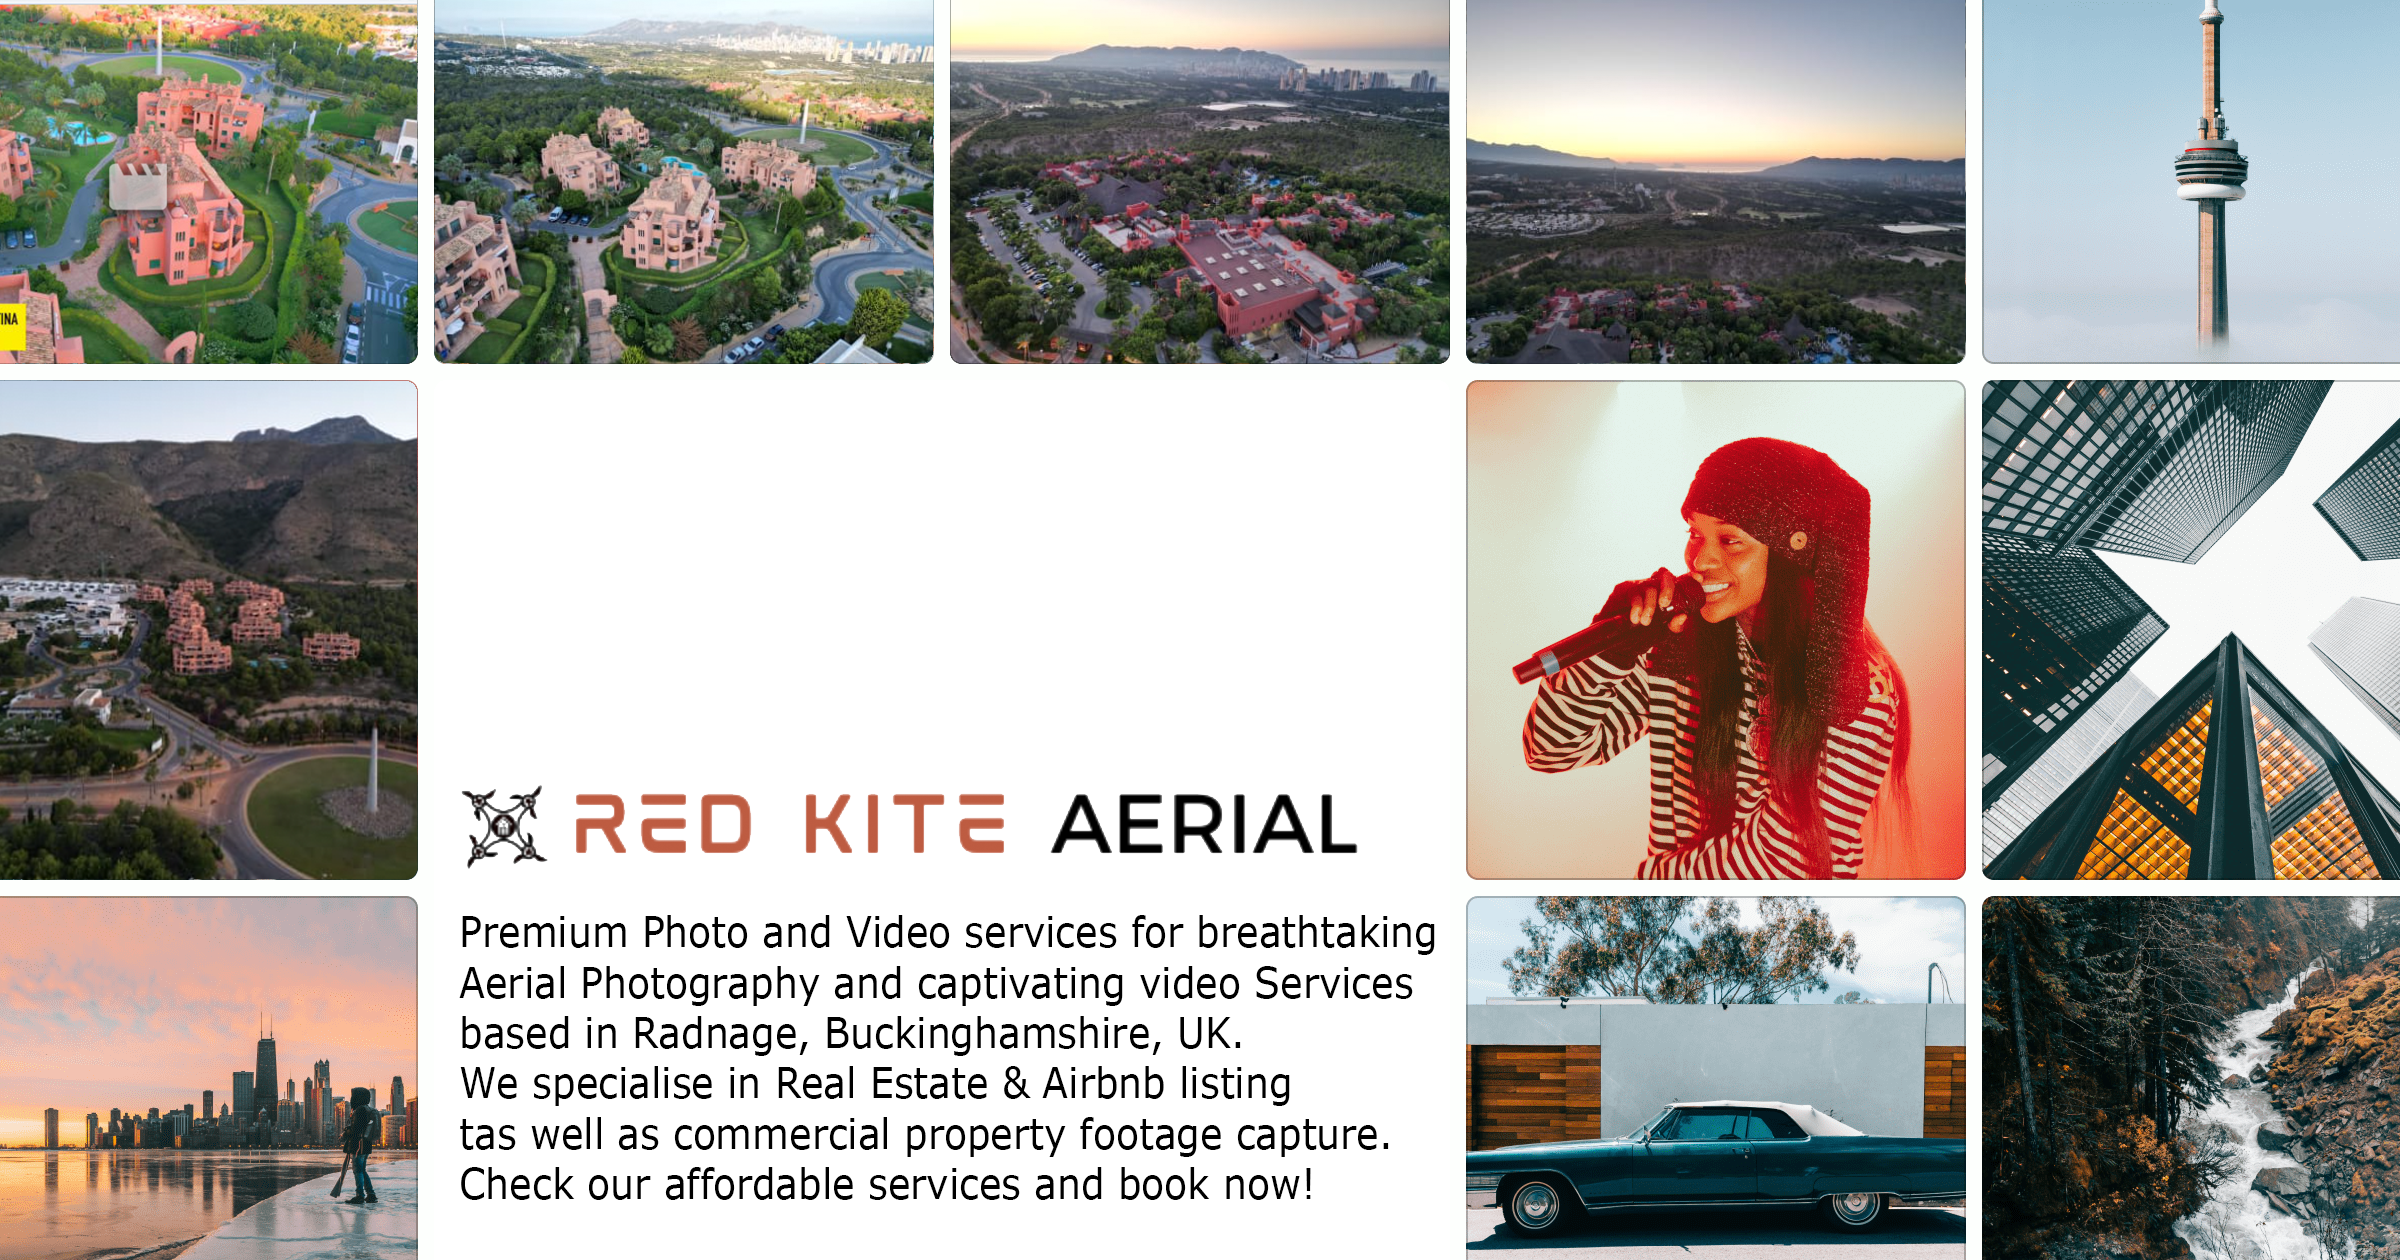 RED KITE AERIAL
Premium Photo and Video services for breathtaking
Aerial Photography and captivating video Services
based in Radnage, Buckinghamshire, UK.
We specialise in Real Estate & Airbnb listing
tas well as commercial property footage capture.
Check our affordable services and book now!